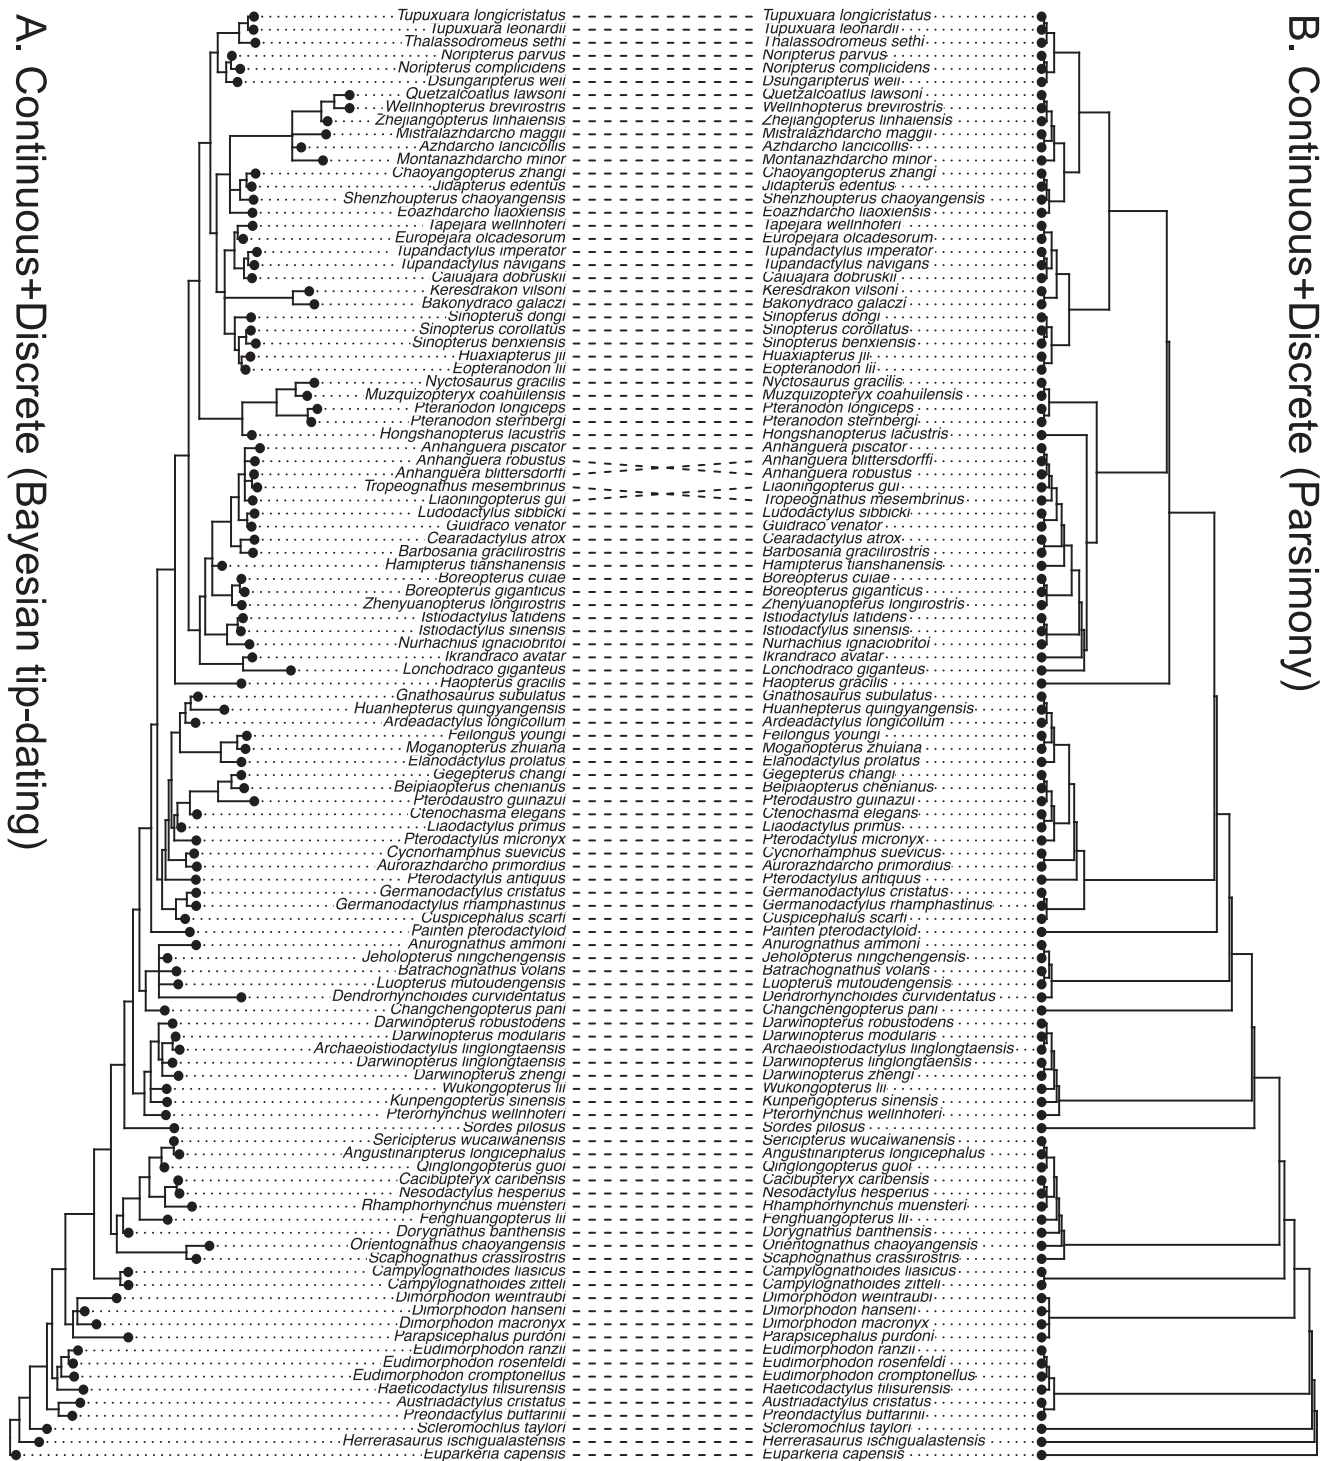 A. Continuous+Discrete (Bayesian tip-dating)
B. Continuous+Discrete (Parsimony)
Tupuxuara longicristatus Tupuxuara longicristatus
Tupuxuara leonardii Tupuxuara leonardii
Thalassodromeus sethi Thalassodromeus sethi
Noripterus parvus Noripterus parvus
Noripterus complicidens Noripterus complicidens
Dsungaripterus weii Dsungaripterus weii
Quetzalcoatlus lawsoni Quetzalcoatlus lawsoni
Wellnhopterus brevirostris Wellnhopterus brevirostris
Zhejiangopterus linhaiensis Zhejiangopterus linhaiensis
Mistralazhdarcho maggii Mistralazhdarcho maggii
Azhdarcho lancicollis Azhdarcho lancicollis
Montanazhdarcho minor Montanazhdarcho minor
Chaoyangopterus zhangi Chaoyangopterus zhangi
Jidapterus edentus Jidapterus edentus
Shenzhoupterus chaoyangensis Shenzhoupterus chaoyangensis
Eoazhdarcho liaoxiensis Eoazhdarcho liaoxiensis
Tapejara wellnhoferi Tapejara wellnhoferi
Europejara olcadesorum Europejara olcadesorum
Tupandactylus imperator Tupandactylus imperator
Tupandactylus navigans Tupandactylus navigans
Caiuajara dobruskii Caiuajara dobruskii
Keresdrakon vilsoni Keresdrakon vilsoni
Bakonydraco galaczi Bakonydraco galaczi
Sinopterus dongi Sinopterus dongi
Sinopterus corollatus Sinopterus corollatus
Sinopterus benxiensis Sinopterus benxiensis
Huaxiapterus jii Huaxiapterus jii
Eopteranodon lii Eopteranodon lii
Nyctosaurus gracilis Nyctosaurus gracilis
Muzquizopteryx coahuilensis Muzquizopteryx coahuilensis
Pteranodon longiceps Pteranodon longiceps
Pteranodon sternbergi Pteranodon sternbergi
Hongshanopterus lacustris Hongshanopterus lacustris
Anhanguera piscator Anhanguera piscator
Anhanguera robustus Anhanguera blittersdorffi
Anhanguera blittersdorffi Anhanguera robustus
Tropeognathus mesembrinus Liaoningopterus gui
Liaoningopterus gui Tropeognathus mesembrinus
Ludodactylus sibbicki Ludodactylus sibbicki
Guidraco venator Guidraco venator
Cearadactylus atrox Cearadactylus atrox
Barbosania gracilirostris Barbosania gracilirostris
Hamipterus tianshanensis Hamipterus tianshanensis
Boreopterus cuiae Boreopterus cuiae
Boreopterus giganticus Boreopterus giganticus
Zhenyuanopterus longirostris Zhenyuanopterus longirostris
Istiodactylus latidens Istiodactylus latidens
Istiodactylus sinensis Istiodactylus sinensis
Nurhachius ignaciobritoi Nurhachius ignaciobritoi
Ikrandraco avatar Ikrandraco avatar
Lonchodraco giganteus Lonchodraco giganteus
Haopterus gracilis Haopterus gracilis
Gnathosaurus subulatus Gnathosaurus subulatus
Huanhepterus quingyangensis Huanhepterus quingyangensis
Ardeadactylus longicollum Ardeadactylus longicollum
Feilongus youngi Feilongus youngi
Moganopterus zhuiana Moganopterus zhuiana
Elanodactylus prolatus Elanodactylus prolatus
Gegepterus changi Gegepterus changi
Beipiaopterus chenianus Beipiaopterus chenianus
Pterodaustro guinazui Pterodaustro guinazui
Ctenochasma elegans Ctenochasma elegans
Liaodactylus primus Liaodactylus primus
Pterodactylus micronyx Pterodactylus micronyx
Cycnorhamphus suevicus Cycnorhamphus suevicus
Aurorazhdarcho primordius Aurorazhdarcho primordius
Pterodactylus antiquus Pterodactylus antiquus
Germanodactylus cristatus Germanodactylus cristatus
Germanodactylus rhamphastinus Germanodactylus rhamphastinus
Cuspicephalus scarfi Cuspicephalus scarfi
Painten pterodactyloid Painten pterodactyloid
Anurognathus ammoni Anurognathus ammoni
Jeholopterus ningchengensis Jeholopterus ningchengensis
Batrachognathus volans Batrachognathus volans
Luopterus mutoudengensis Luopterus mutoudengensis
Dendrorhynchoides curvidentatus Dendrorhynchoides curvidentatus
Changchengopterus pani Changchengopterus pani
Darwinopterus robustodens Darwinopterus robustodens
Darwinopterus modularis Darwinopterus modularis
Archaeoistiodactylus linglongtaensis Archaeoistiodactylus linglongtaensis
Darwinopterus linglongtaensis Darwinopterus linglongtaensis
Darwinopterus zhengi Darwinopterus zhengi
Wukongopterus lii Wukongopterus lii
Kunpengopterus sinensis Kunpengopterus sinensis
Pterorhynchus wellnhoferi Pterorhynchus wellnhoferi
Sordes pilosus Sordes pilosus
Sericipterus wucaiwanensis Sericipterus wucaiwanensis
Angustinaripterus longicephalus Angustinaripterus longicephalus
Qinglongopterus guoi Qinglongopterus guoi
Cacibupteryx caribensis Cacibupteryx caribensis
Nesodactylus hesperius Nesodactylus hesperius
Rhamphorhynchus muensteri Rhamphorhynchus muensteri
Fenghuangopterus lii Fenghuangopterus lii
Dorygnathus banthensis Dorygnathus banthensis
Orientognathus chaoyangensis Orientognathus chaoyangensis
Scaphognathus crassirostris Scaphognathus crassirostris
Campylognathoides liasicus Campylognathoides liasicus
Campylognathoides zitteli Campylognathoides zitteli
Dimorphodon weintraubi Dimorphodon weintraubi
Dimorphodon hanseni Dimorphodon hanseni
Dimorphodon macronyx Dimorphodon macronyx
Parapsicephalus purdoni Parapsicephalus purdoni
Eudimorphodon ranzii Eudimorphodon ranzii
Eudimorphodon rosenfeldi Eudimorphodon rosenfeldi
Eudimorphodon cromptonellus Eudimorphodon cromptonellus
Raeticodactylus filisurensis Raeticodactylus filisurensis
Austriadactylus cristatus Austriadactylus cristatus
Preondactylus buffarinii Preondactylus buffarinii
Scleromochlus taylori Scleromochlus taylori
Herrerasaurus ischigualastensis Herrerasaurus ischigualastensis
Euparkeria capensis Euparkeria capensis